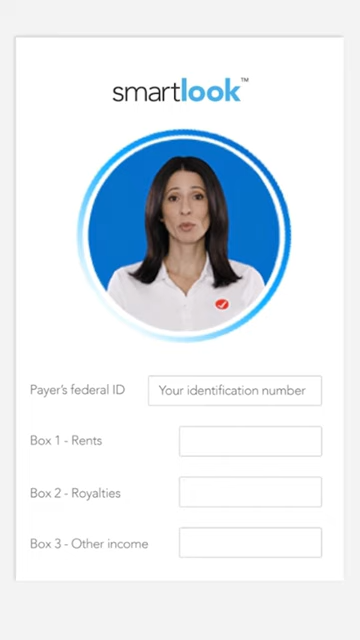 smartlook™
Payer's federal ID
Your identification number
Box 1 - Rents
Box 2 - Royalties
Box 3 - Other income